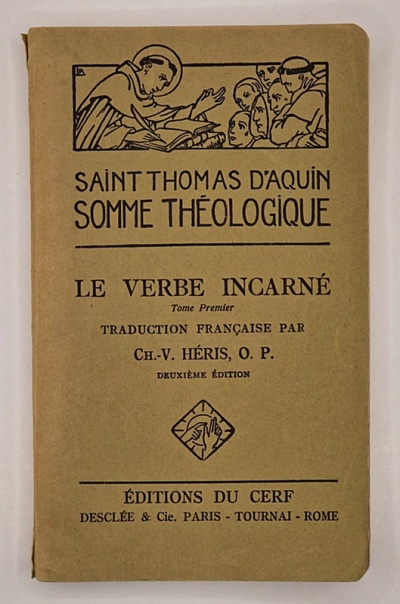 SAINT THOMAS D'AQUIN
SOMME THÉOLOGIQUE
LE VERBE INCARNÉ
Tome Premier
TRADUCTION FRANÇAISE PAR
CH.-V. HÉRIS, O. P.
DEUXIÈME ÉDITION
ÉDITIONS DU CERF
DESCLÉE & Cie. PARIS - TOURNAI - ROME